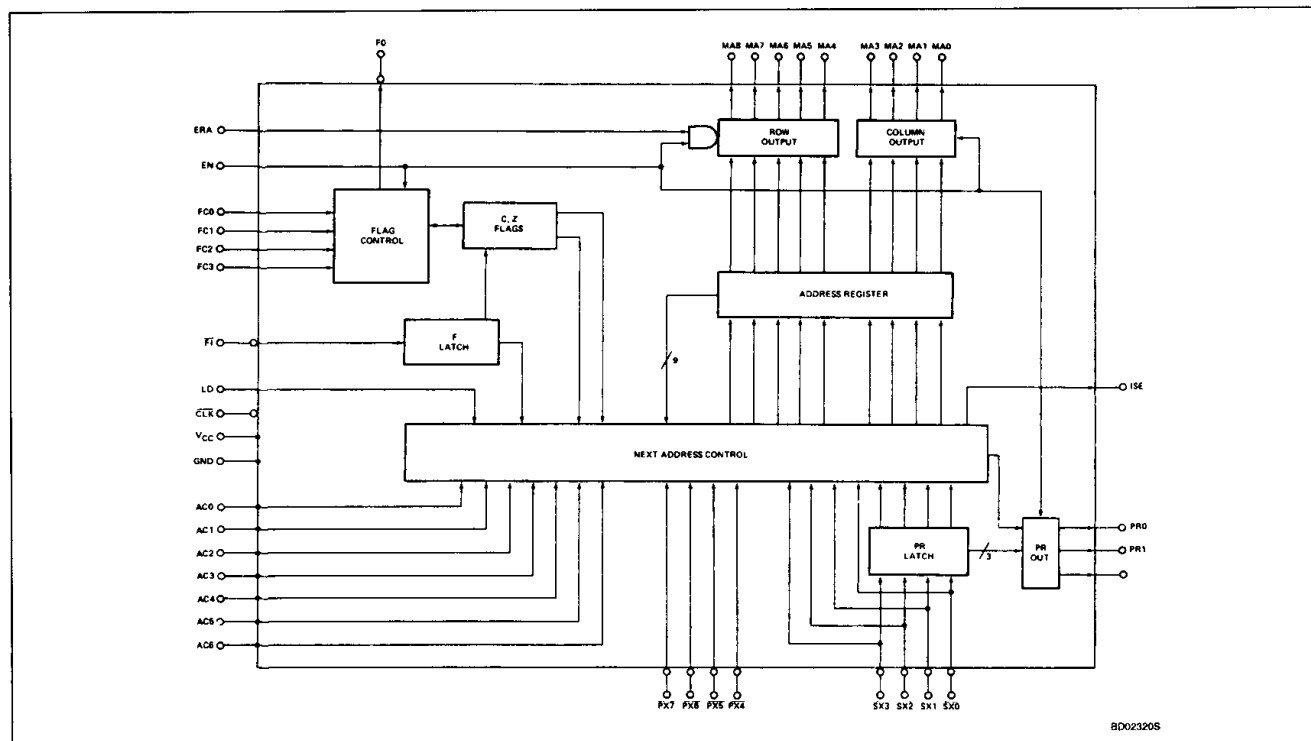 F0
MA8 MA7 MA6 MA5 MA4 MA3 MA2 MA1 MA0
ERA
EN
ROW
OUTPUT
COLUMN
OUTPUT
FC0
FC1
FC2
FC3
FLAG
CONTROL
C, Z
FLAGS
ADDRESS REGISTER
FI
F
LATCH
9
LD
CLK
VCC
GND
ISE
NEXT ADDRESS CONTROL
AC0
AC1
AC2
AC3
AC4
AC5
AC6
PR
LATCH
3
PR
OUT
PR0
PR1
PX7 PX6 PX5 PX4
SX3 SX2 SX1 SX0
BD02320S